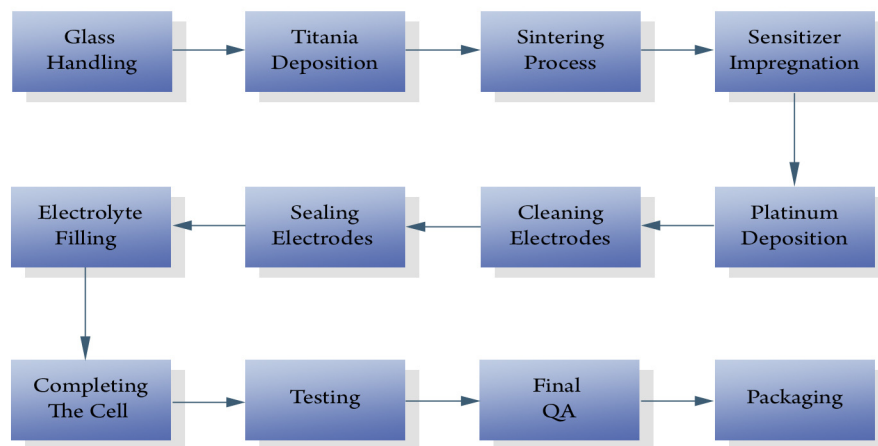 Glass
Handling
Titania
Deposition
Sintering
Process
Sensitizer
Impregnation
Platinum
Deposition
Cleaning
Electrodes
Sealing
Electrodes
Electrolyte
Filling
Completing
The Cell
Testing
Final
QA
Packaging